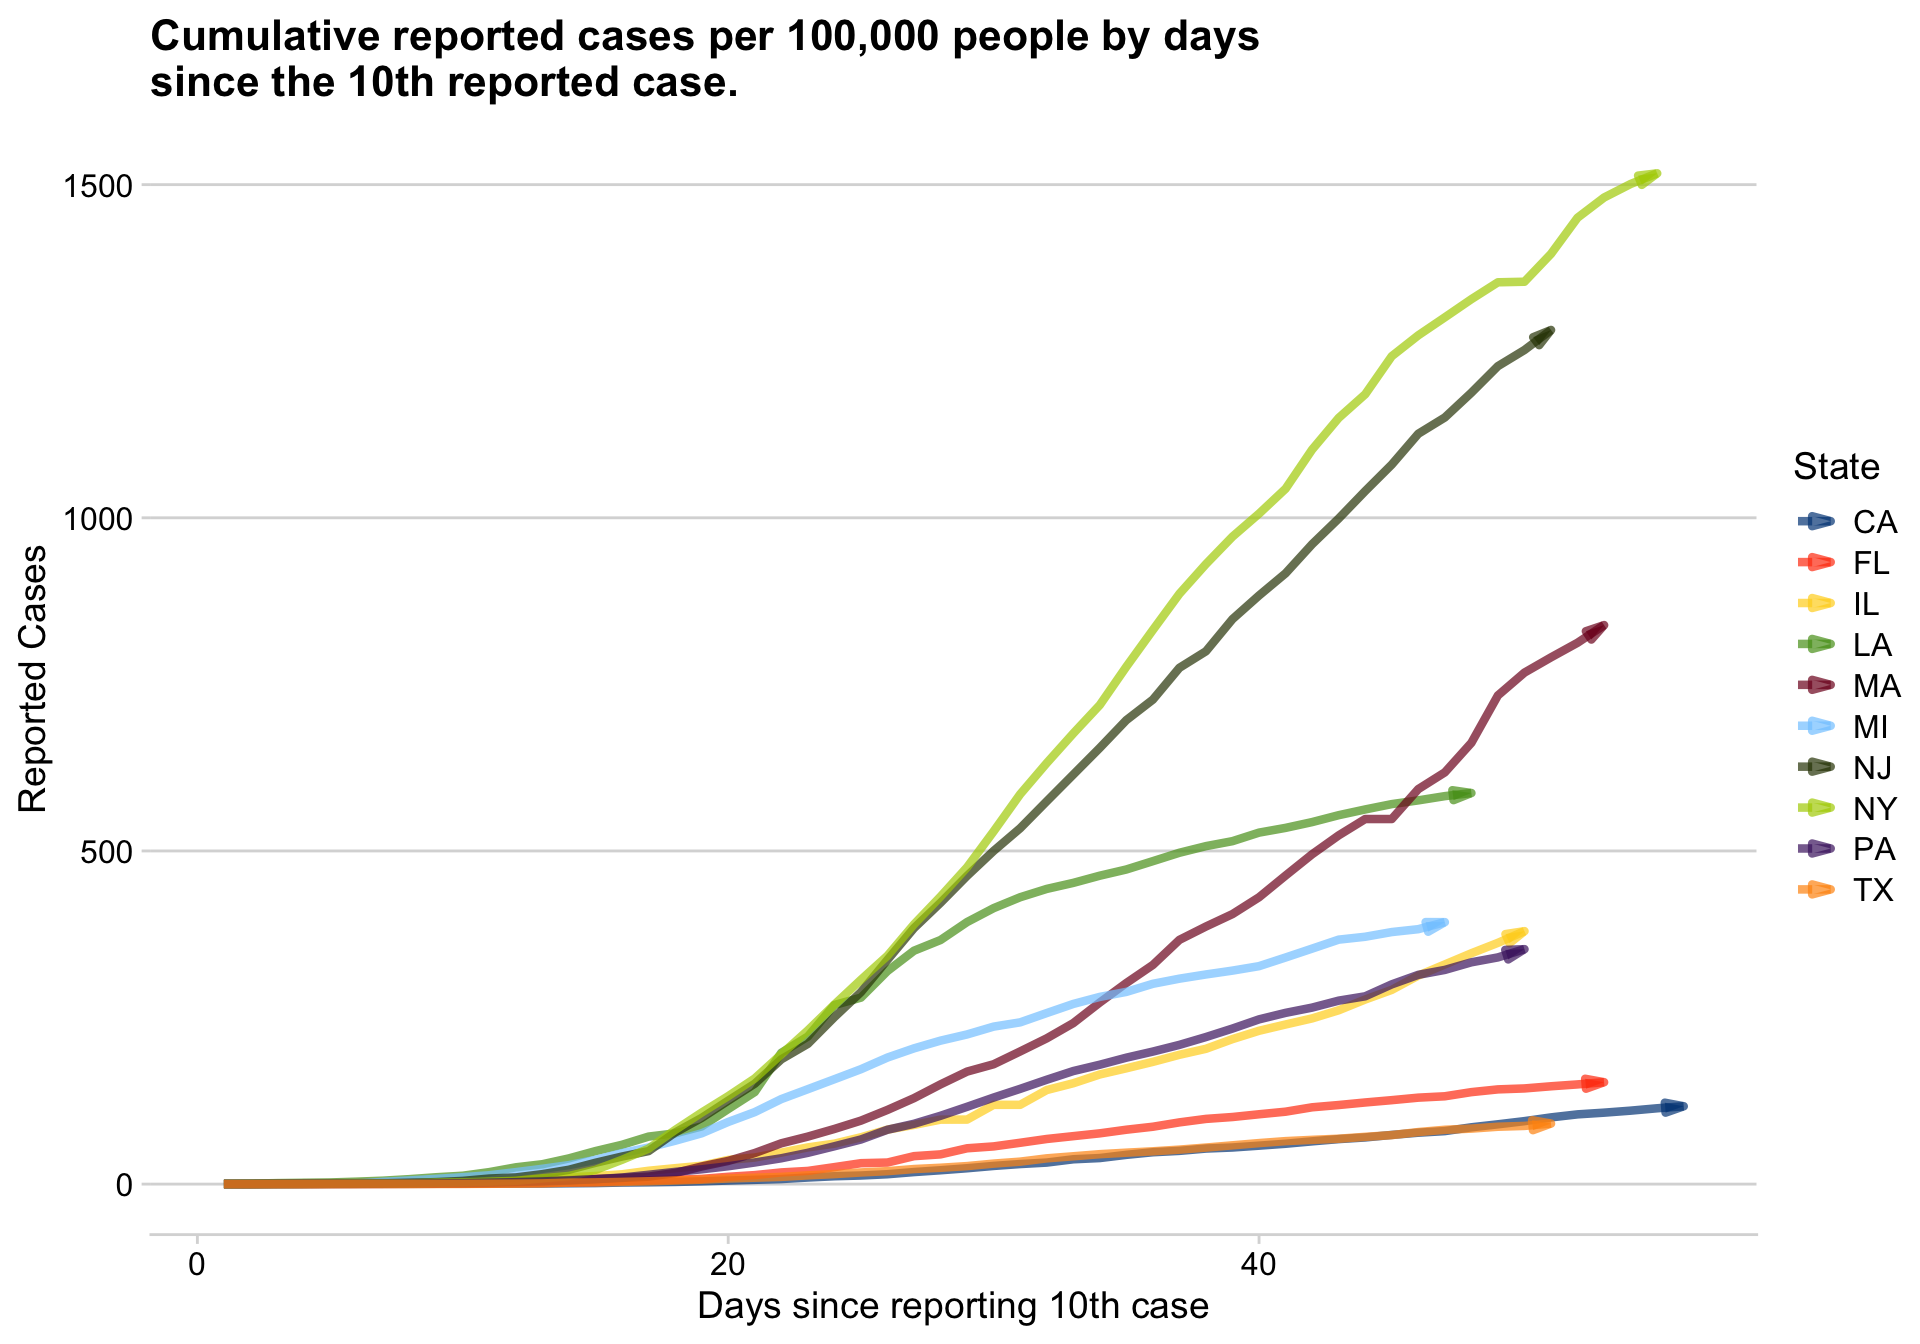 Cumulative reported cases per 100,000 people by days
since the 10th reported case.
1500
1000
500
0
Reported Cases
0 20 40
Days since reporting 10th case
State
CA
FL
IL
LA
MA
MI
NJ
NY
PA
TX